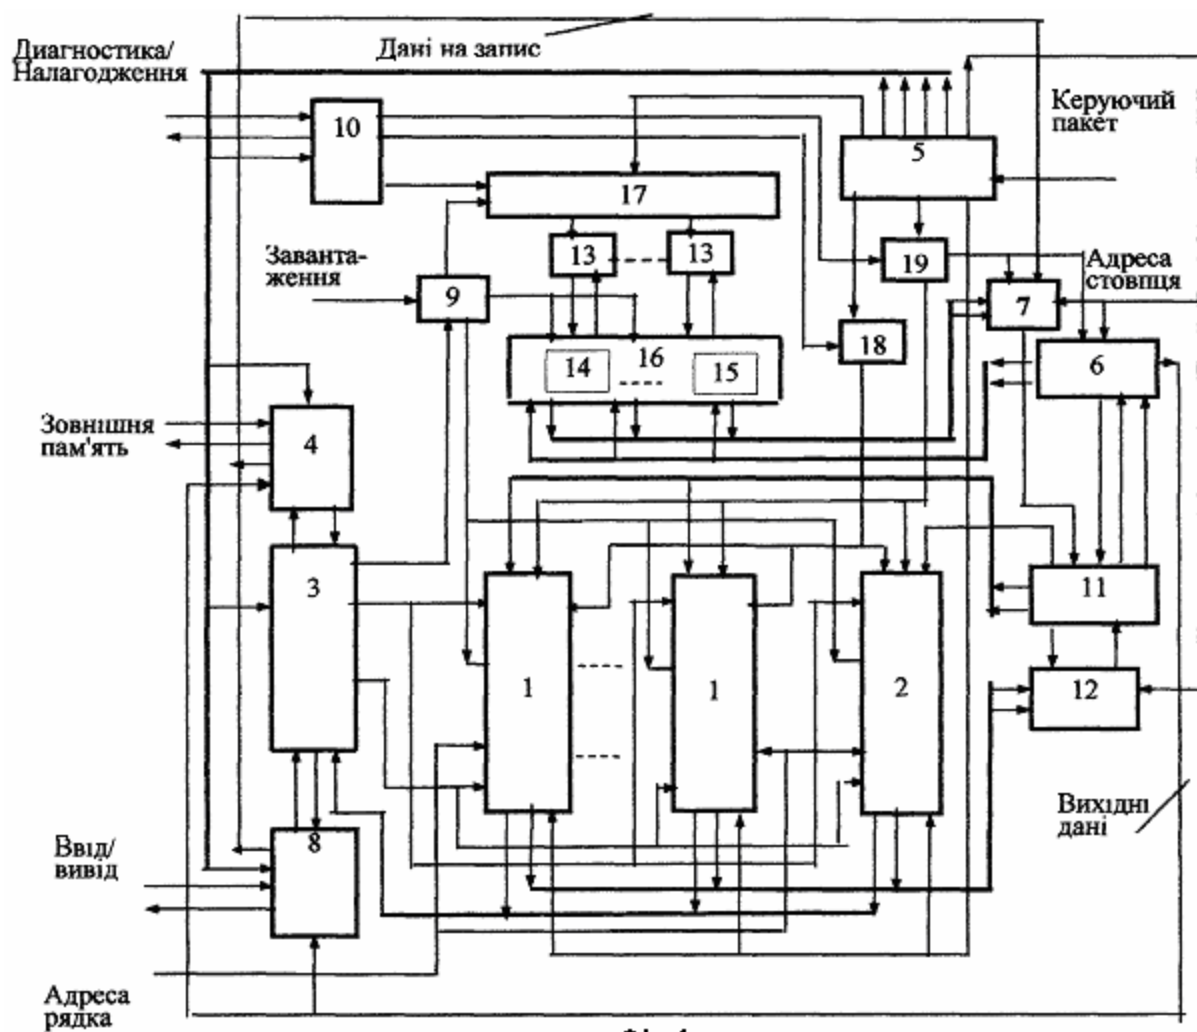 Диагностика/
Налагодження
Дані на запис
Керуючий
пакет
10
5
17
13
13
19
Заванта-
ження
9
Адреса
стовпця
7
18
6
16
14
15
Зовнішня
пам'ять
4
3
11
1
1
2
12
Вихідні
дані
8
Ввід/
вивід
Адреса
рядка